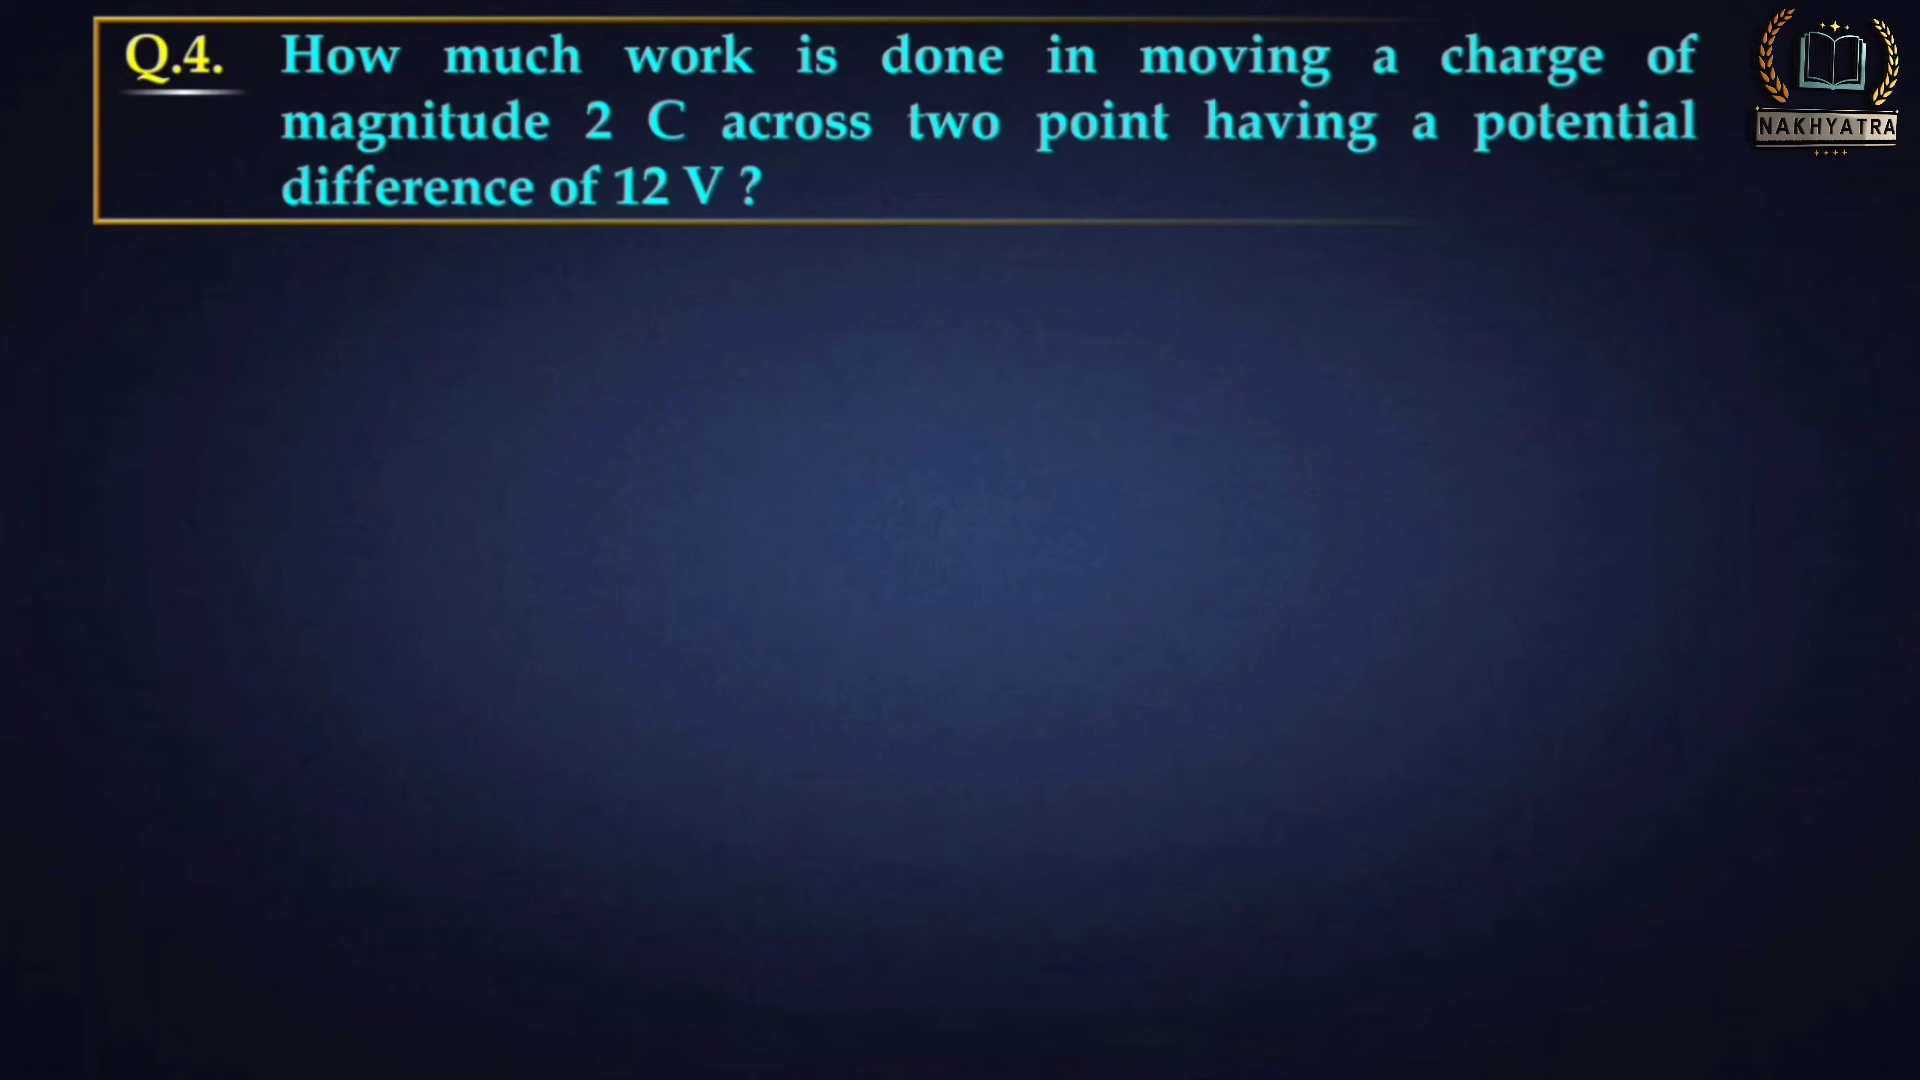 Q.4. How much work is done in moving a charge of
magnitude 2 C across two point having a potential
difference of 12 V ?
NAKHYATRA